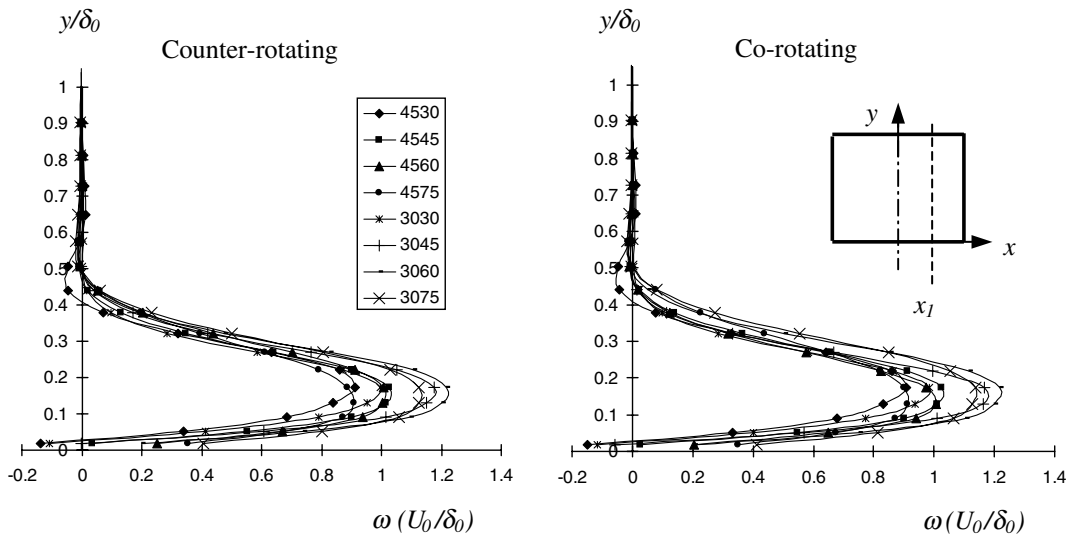 y/δ₀
Counter-rotating
1
0.9
0.8
0.7
0.6
0.5
0.4
0.3
0.2
0.1
0
-0.2 0 0.2 0.4 0.6 0.8 1 1.2 1.4
ω (U₀/δ₀)
4530
4545
4560
4575
3030
3045
3060
3075
y/δ₀
Co-rotating
1
0.9
0.8
0.7
0.6
0.5
0.4
0.3
0.2
0.1
0
-0.2 0 0.2 0.4 0.6 0.8 1 1.2 1.4
ω (U₀/δ₀)
y
x
x₁